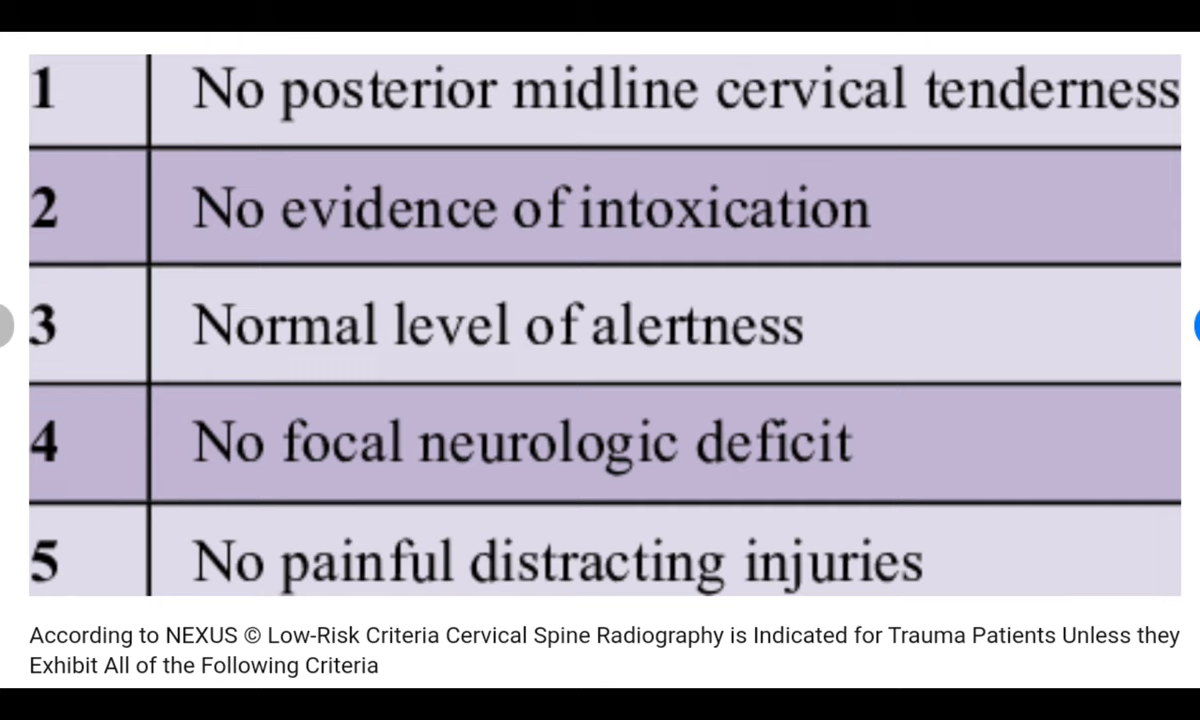 1 No posterior midline cervical tenderness
2 No evidence of intoxication
3 Normal level of alertness
4 No focal neurologic deficit
5 No painful distracting injuries
According to NEXUS © Low-Risk Criteria Cervical Spine Radiography is Indicated for Trauma Patients Unless they
Exhibit All of the Following Criteria